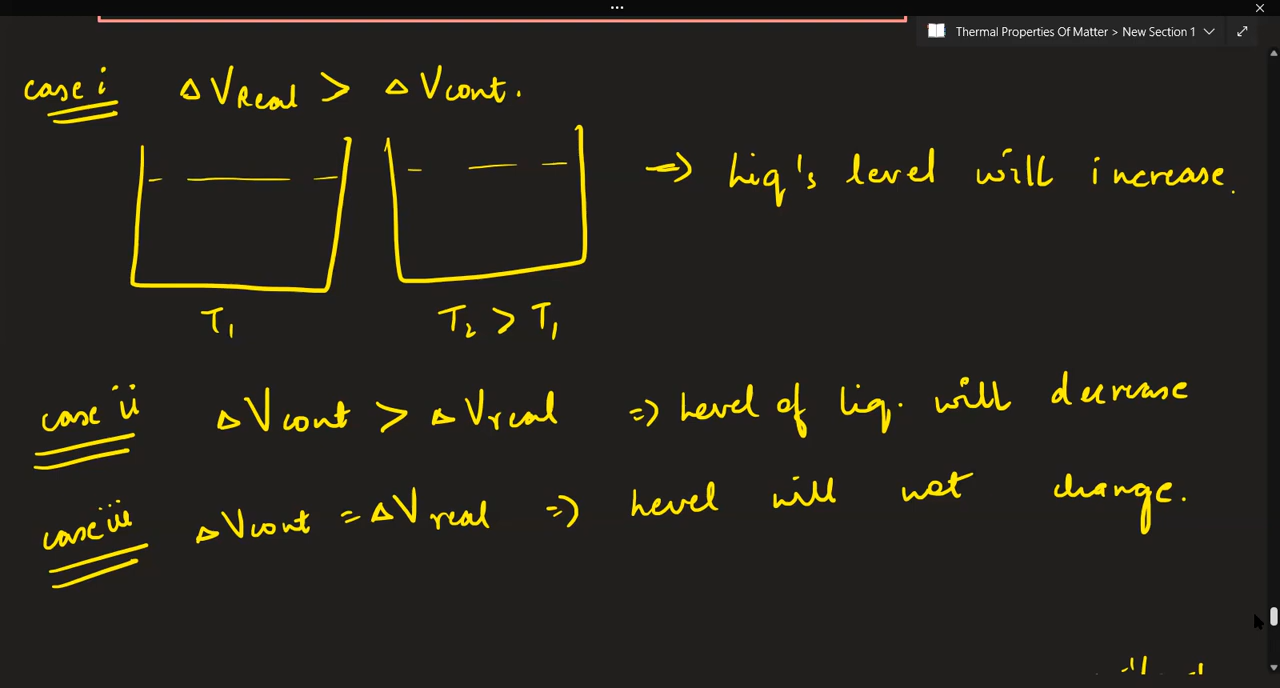 Thermal Properties Of Matter > New Section 1
case i ΔV_Real > ΔV_cont.
⇒ Liq's level will increase.
T₁ T₂ > T₁
case ii ΔV_cont > ΔV_real ⇒ Level of liq. will decrease
case iii ΔV_cont = ΔV_real ⇒ Level will not change.